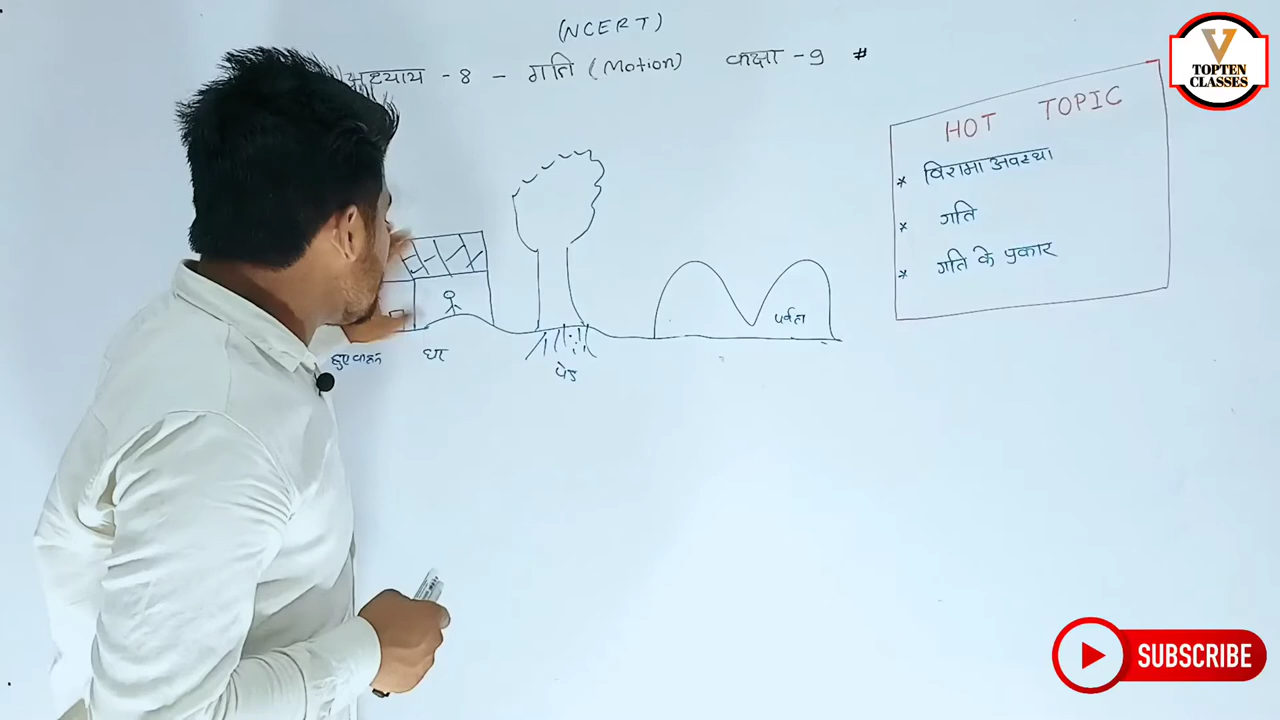 (NCERT)
अध्याय - 8 - गति (Motion) कक्षा - 9 #
TOPTEN
CLASSES
HOT TOPIC
* विरामा अवस्था
* गति
* गति के प्रकार
पर्वत
हुए वाहन घर
पेड़
SUBSCRIBE